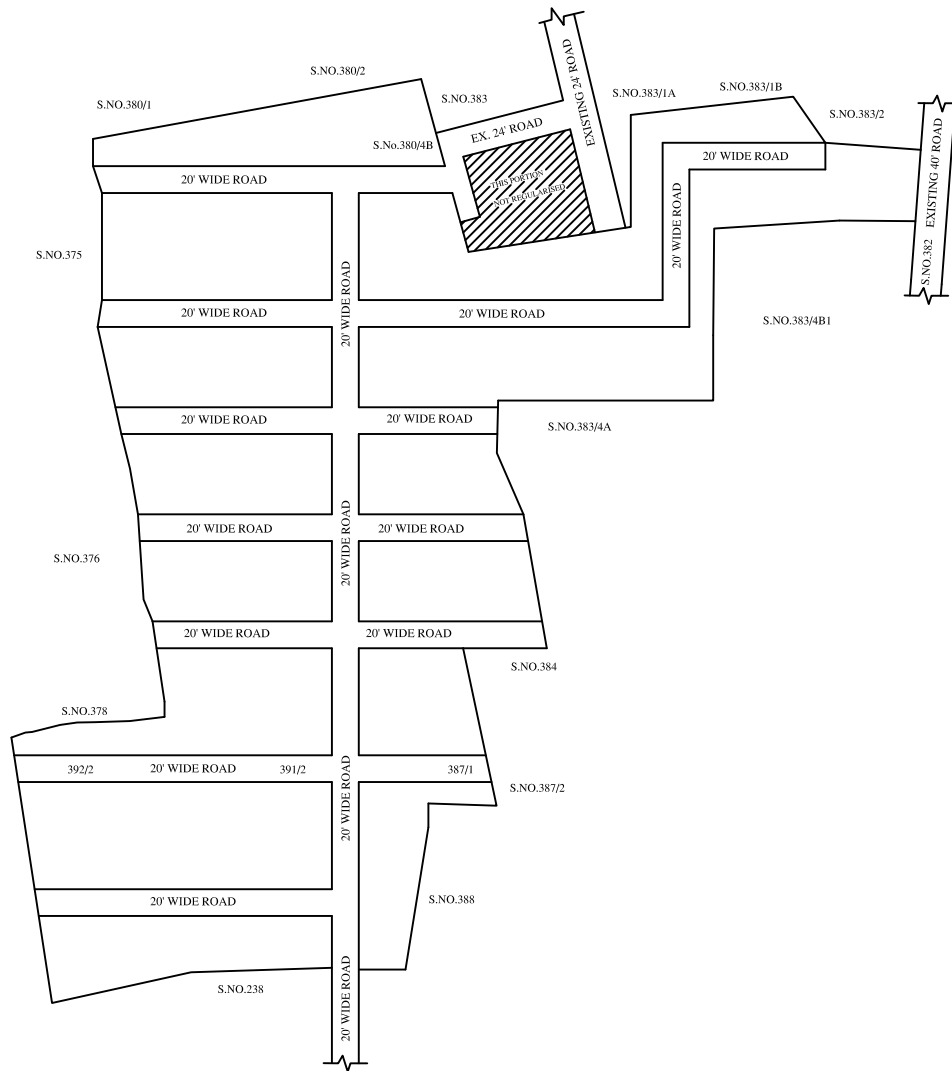 S.NO.380/1
S.NO.380/2
S.NO.383
S.No.380/4B
EX. 24' ROAD
EXISTING 24' ROAD
S.NO.383/1A
S.NO.383/1B
S.NO.383/2
20' WIDE ROAD
EXISTING 40' ROAD
S.NO.382
THIS PORTION
NOT REGULARISED
20' WIDE ROAD
20' WIDE ROAD
S.NO.375
20' WIDE ROAD
20' WIDE ROAD
20' WIDE ROAD
S.NO.383/4B1
20' WIDE ROAD
20' WIDE ROAD
S.NO.383/4A
20' WIDE ROAD
20' WIDE ROAD
20' WIDE ROAD
S.NO.376
20' WIDE ROAD
20' WIDE ROAD
S.NO.384
S.NO.378
392/2
20' WIDE ROAD
391/2
387/1
20' WIDE ROAD
S.NO.387/2
20' WIDE ROAD
S.NO.388
S.NO.238
20' WIDE ROAD